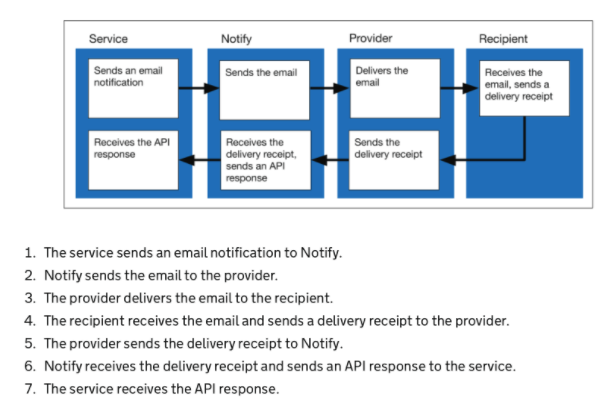 Service Notify Provider Recipient
Sends an email
notification
Sends the email
Delivers the
email
Receives the
email, sends a
delivery receipt
Receives the API
response
Receives the
delivery receipt,
sends an API
response
Sends the
delivery receipt
1. The service sends an email notification to Notify.
2. Notify sends the email to the provider.
3. The provider delivers the email to the recipient.
4. The recipient receives the email and sends a delivery receipt to the provider.
5. The provider sends the delivery receipt to Notify.
6. Notify receives the delivery receipt and sends an API response to the service.
7. The service receives the API response.